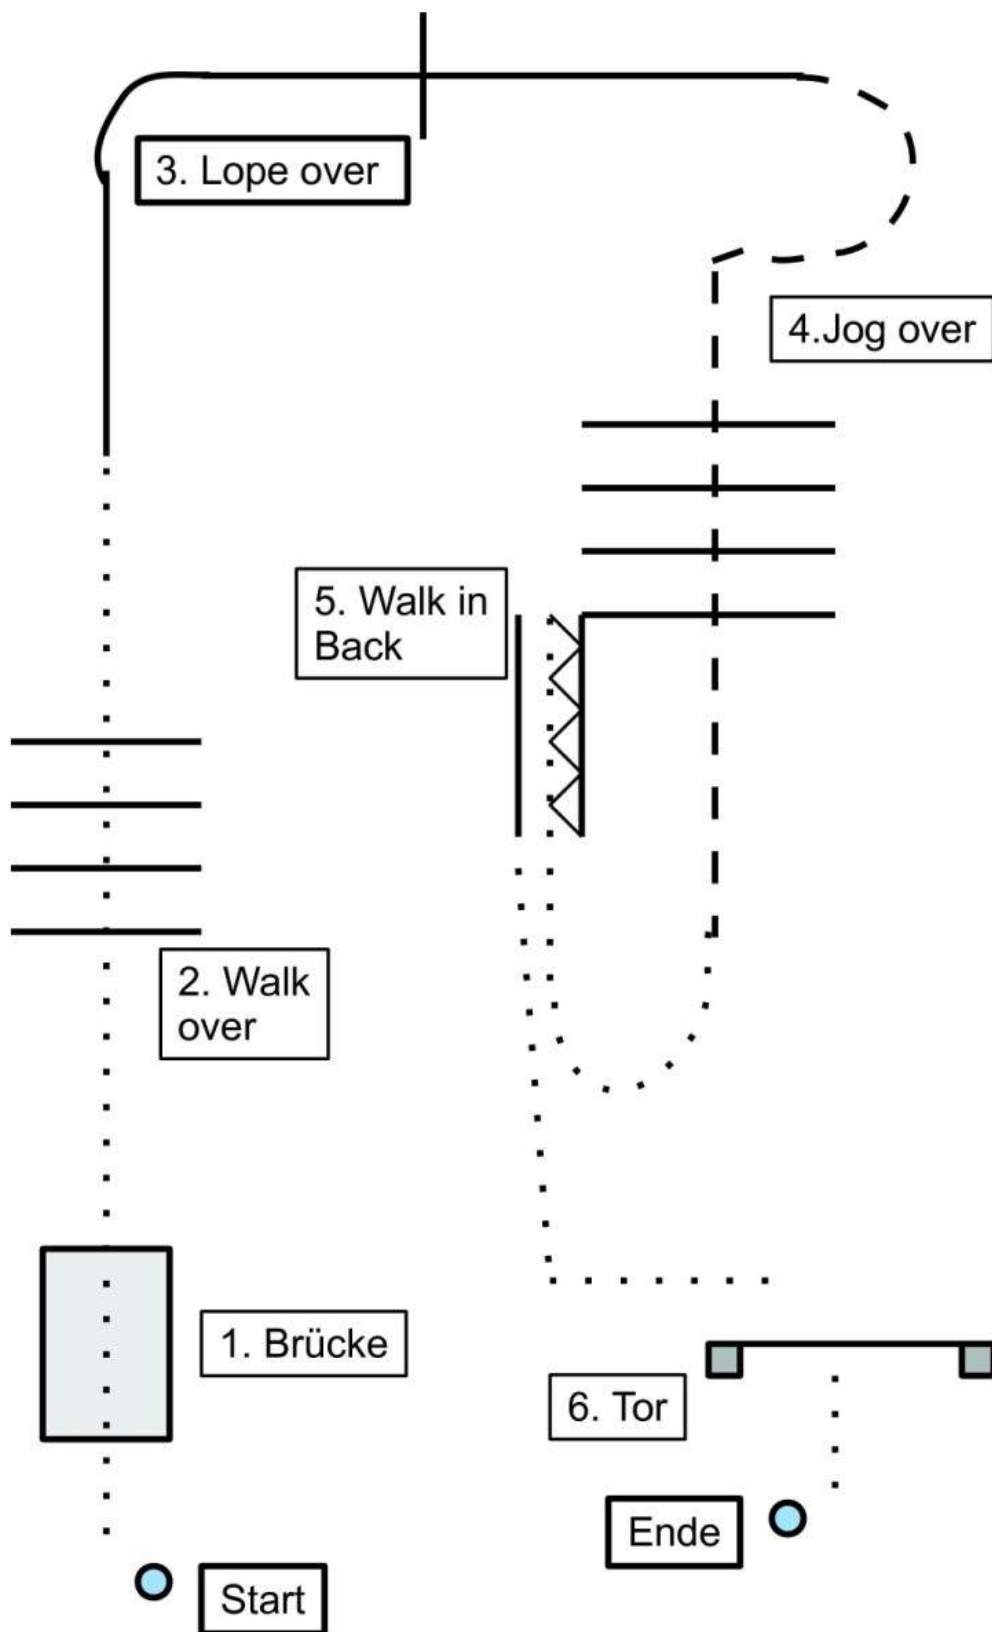 3. Lope over
4.Jog over
5. Walk in
Back
2. Walk
over
1. Brücke
6. Tor
Ende
Start